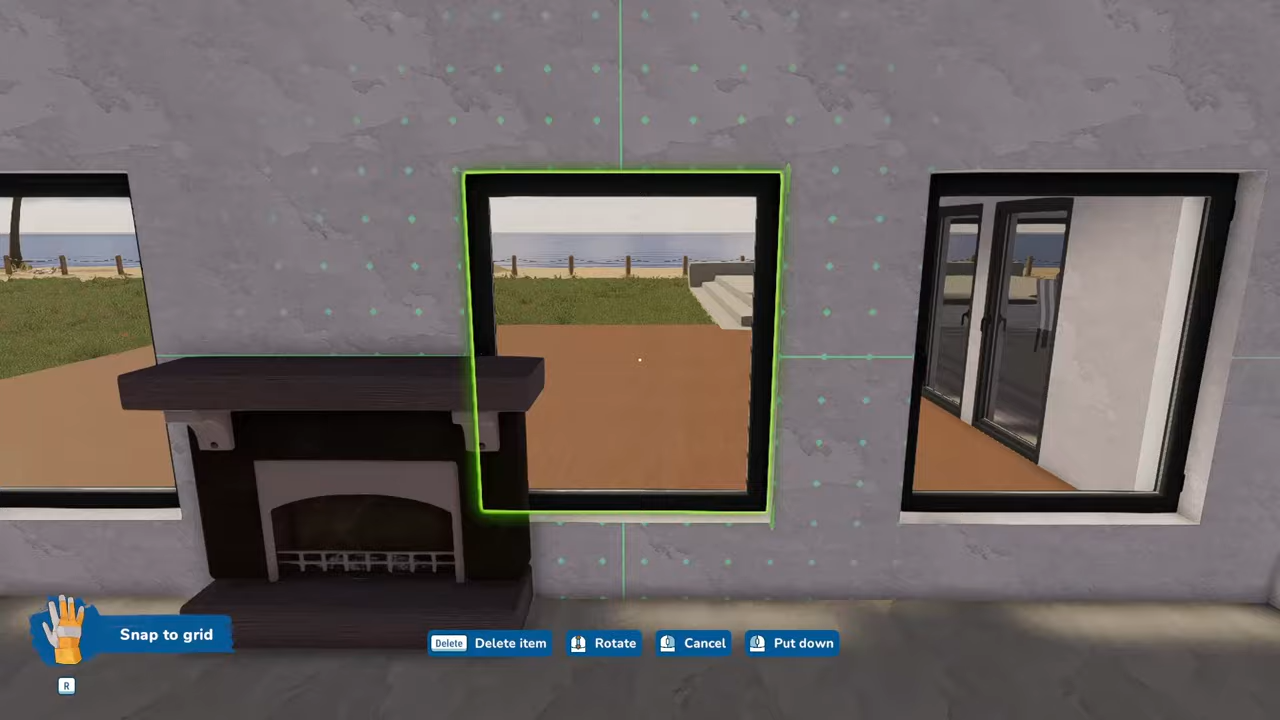 Snap to grid
R
Delete Delete item
Rotate
Cancel
Put down